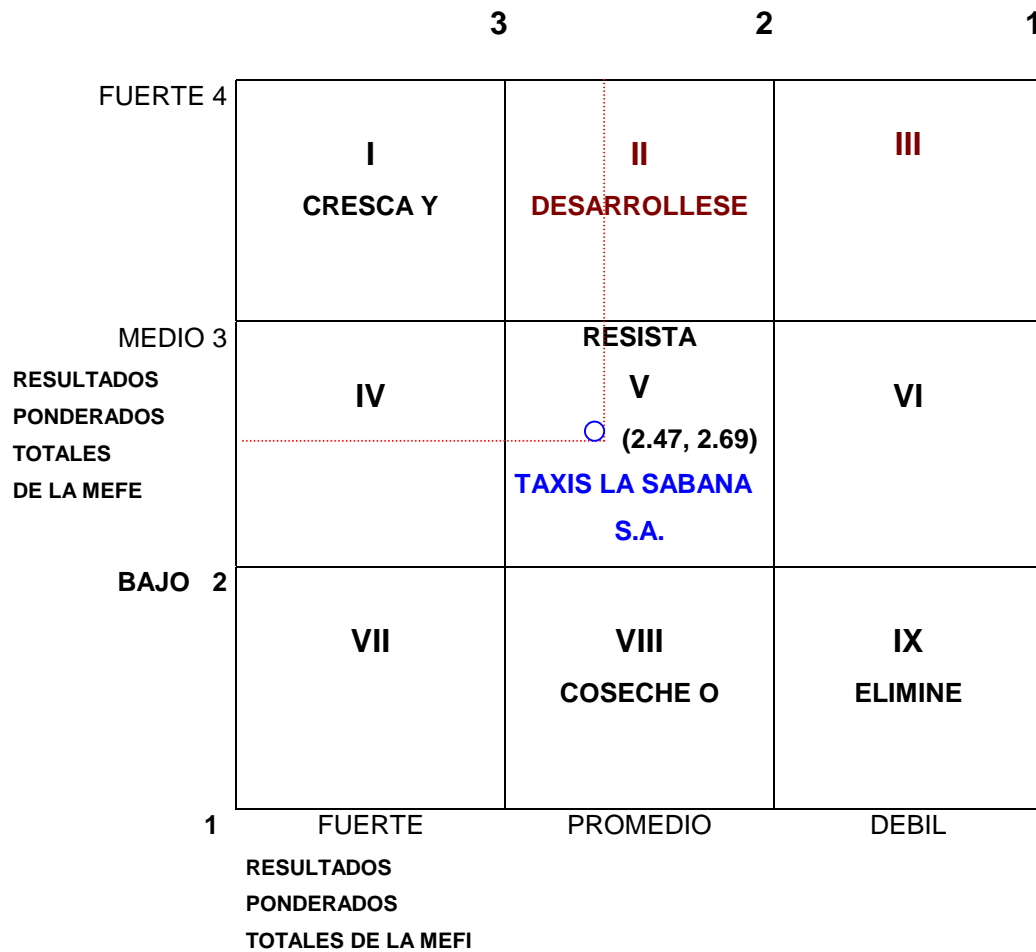 3 2 1
FUERTE 4
I II III
CRESCA Y DESARROLLESE
MEDIO 3
RESISTA
RESULTADOS
PONDERADOS
TOTALES
DE LA MEFE
IV V VI
(2.47, 2.69)
TAXIS LA SABANA
S.A.
BAJO 2
VII VIII IX
COSECHE O ELIMINE
1 FUERTE PROMEDIO DEBIL
RESULTADOS
PONDERADOS
TOTALES DE LA MEFI